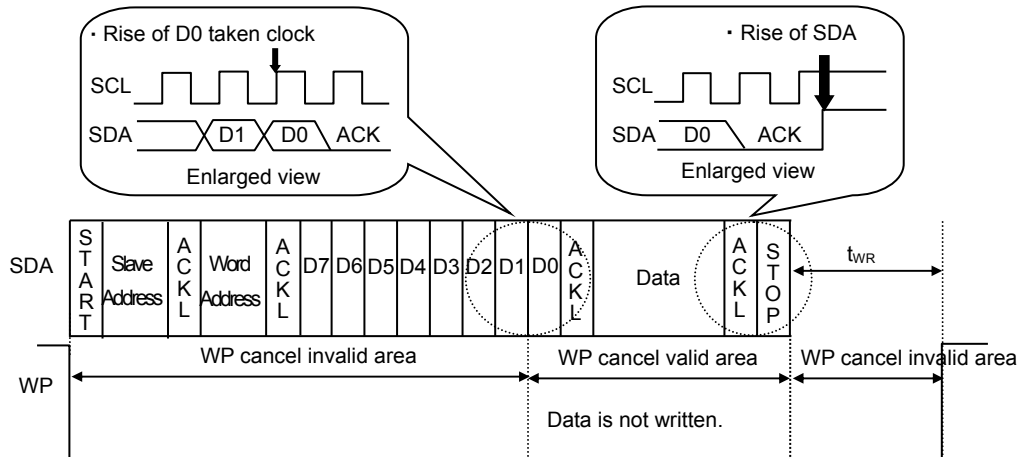 ・Rise of D0 taken clock
SCL
SDA D1 D0 ACK
Enlarged view
・Rise of SDA
SCL
SDA D0 ACK
Enlarged view
SDA START Slave Address ACKL Word Address ACKL D7 D6 D5 D4 D3 D2 D1 D0 ACKL Data ACKL STOP tWR
WP cancel invalid area WP cancel valid area WP cancel invalid area
WP
Data is not written.